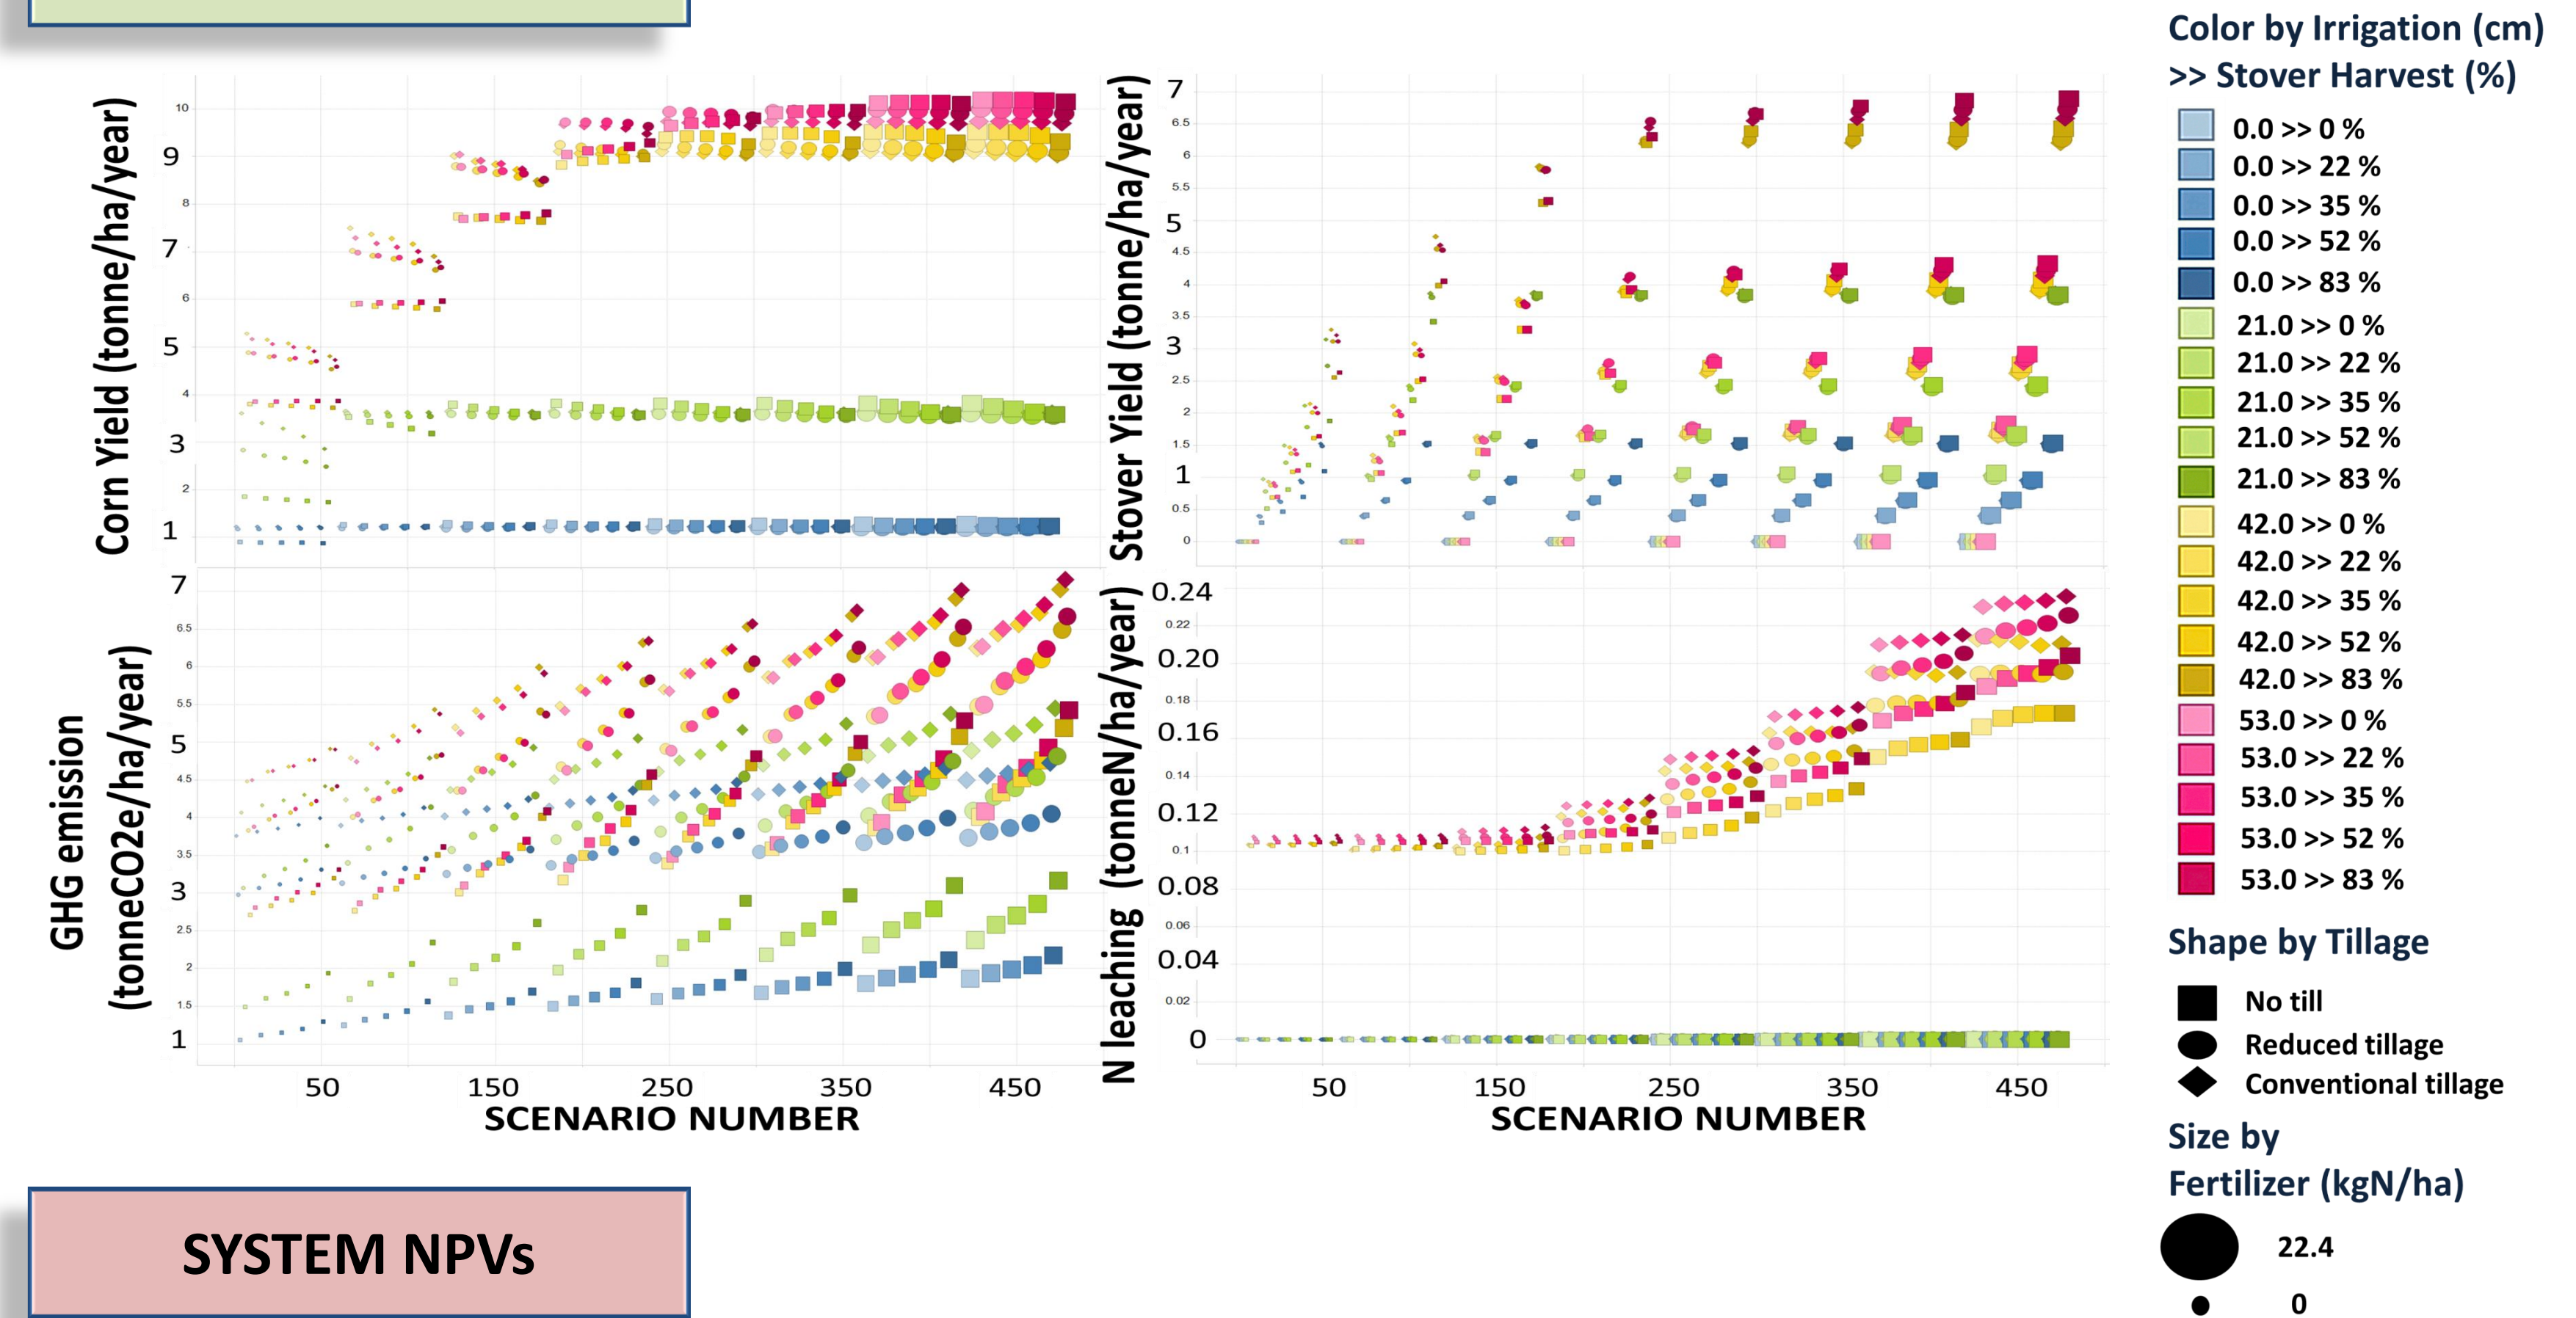 Corn Yield (tonne/ha/year)
10
9
8
7
6
5
4
3
2
1
Stover Yield (tonne/ha/year)
7
6.5
6
5.5
5
4.5
4
3.5
3
2.5
2
1.5
1
0.5
0
GHG emission
(tonneCO2e/ha/year)
7
6.5
6
5.5
5
4.5
4
3.5
3
2.5
2
1.5
1
50
150
250
350
450
SCENARIO NUMBER
N leaching (tonneN/ha/year)
0.24
0.22
0.20
0.18
0.16
0.14
0.12
0.1
0.08
0.06
0.04
0.02
0
50
150
250
350
450
SCENARIO NUMBER
Color by Irrigation (cm)
>> Stover Harvest (%)
0.0 >> 0 %
0.0 >> 22 %
0.0 >> 35 %
0.0 >> 52 %
0.0 >> 83 %
21.0 >> 0 %
21.0 >> 22 %
21.0 >> 35 %
21.0 >> 52 %
21.0 >> 83 %
42.0 >> 0 %
42.0 >> 22 %
42.0 >> 35 %
42.0 >> 52 %
42.0 >> 83 %
53.0 >> 0 %
53.0 >> 22 %
53.0 >> 35 %
53.0 >> 52 %
53.0 >> 83 %
Shape by Tillage
No till
Reduced tillage
Conventional tillage
Size by
Fertilizer (kgN/ha)
22.4
0
SYSTEM NPVs